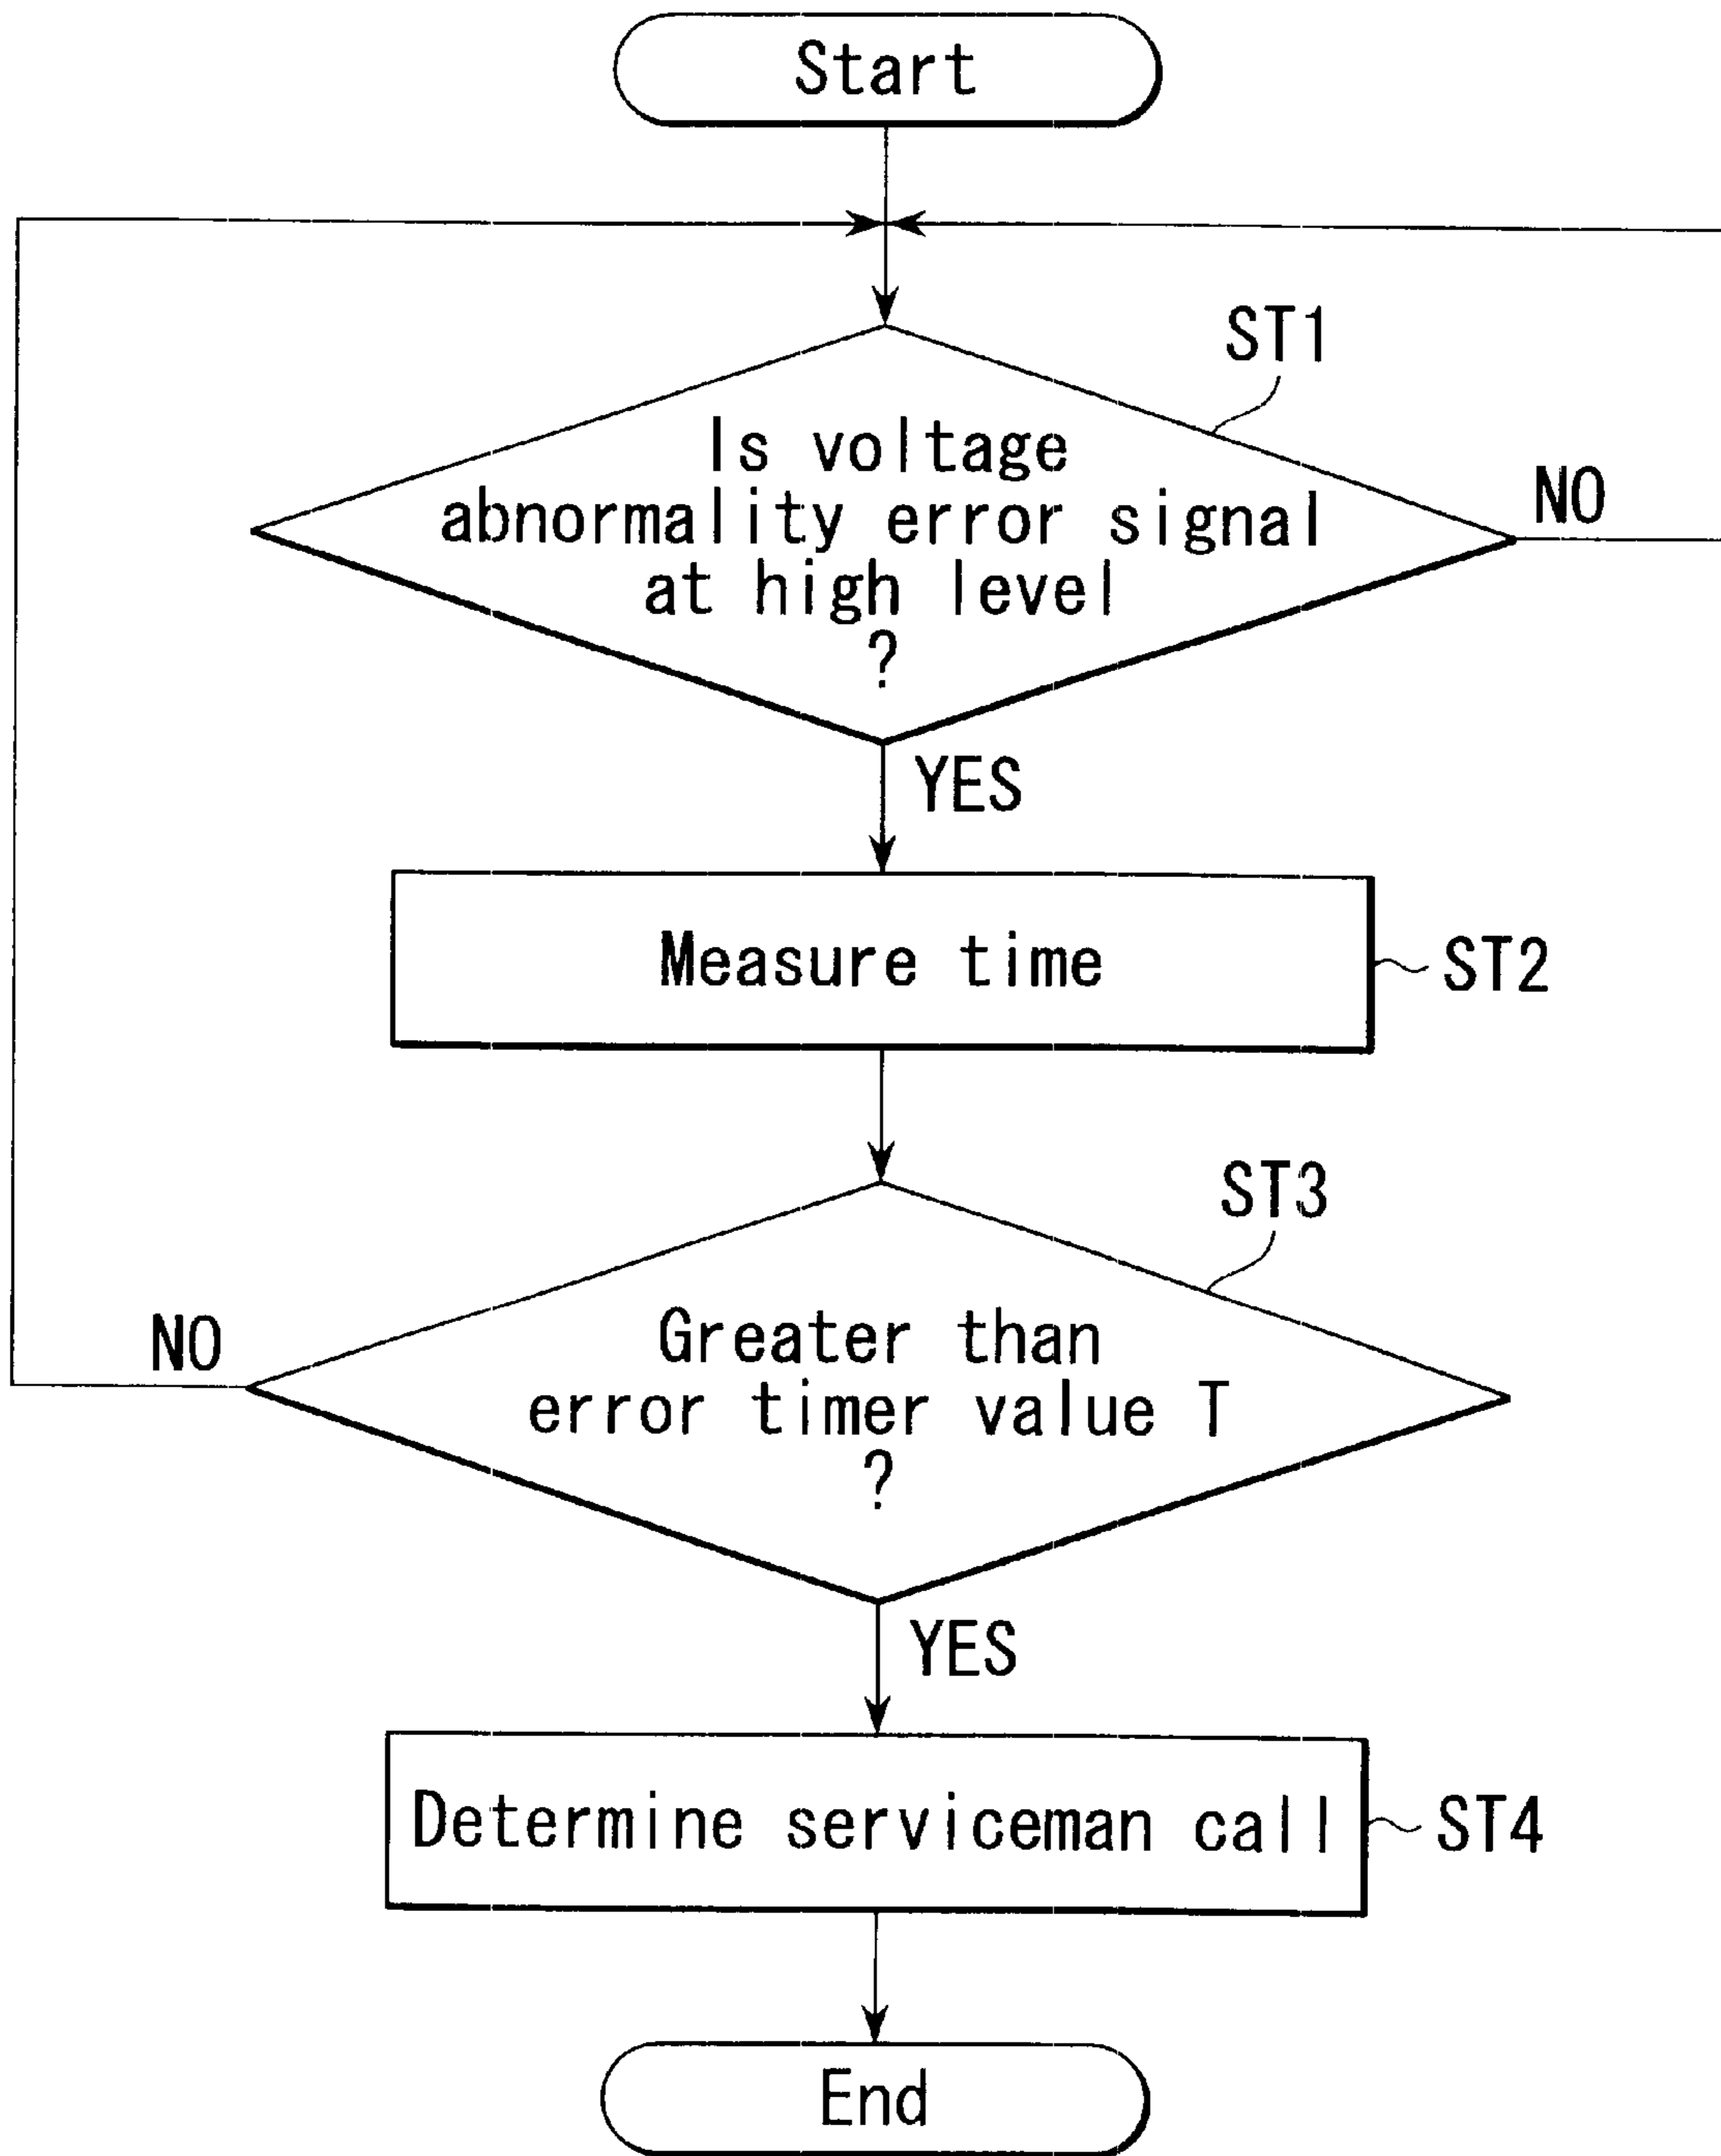 Start
ST1
Is voltage
abnormality error signal
at high level
?
NO
YES
Measure time
ST2
ST3
Greater than
error timer value T
?
NO
YES
Determine serviceman call
ST4
End